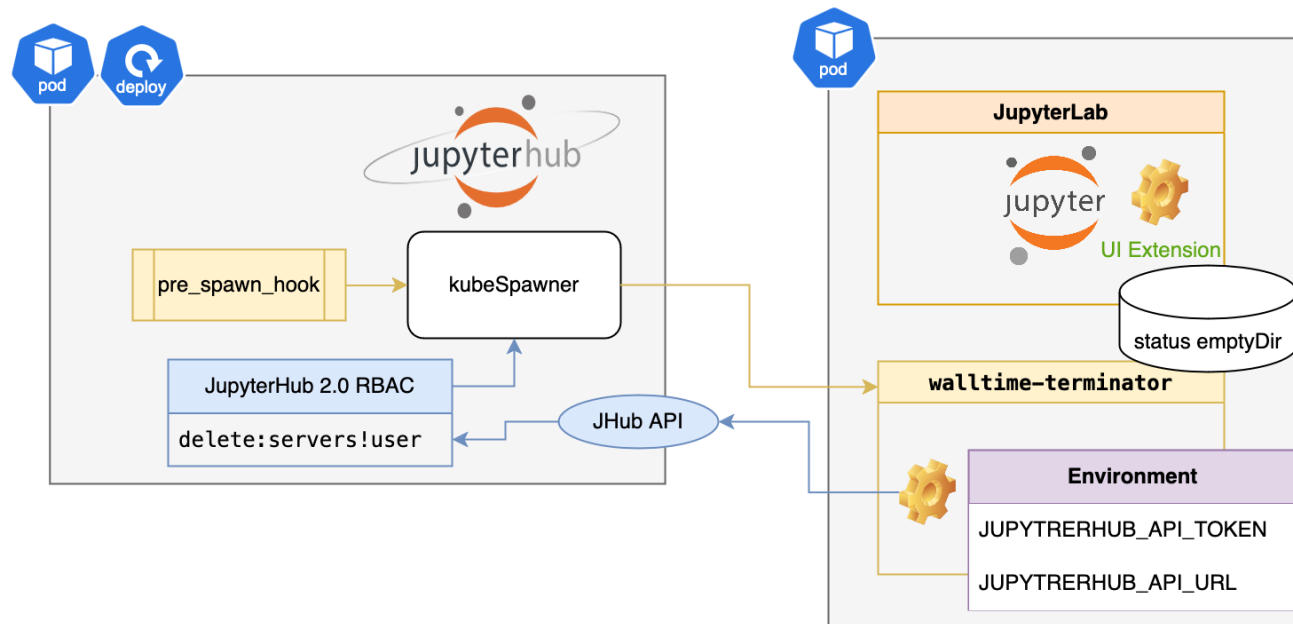 pod
deploy
jupyterhub
pre_spawn_hook
kubeSpawner
JupyterHub 2.0 RBAC
delete:servers!user
JHub API
pod
JupyterLab
jupyter
UI Extension
status emptyDir
walltime-terminator
Environment
JUPYTRERHUB_API_TOKEN
JUPYTRERHUB_API_URL